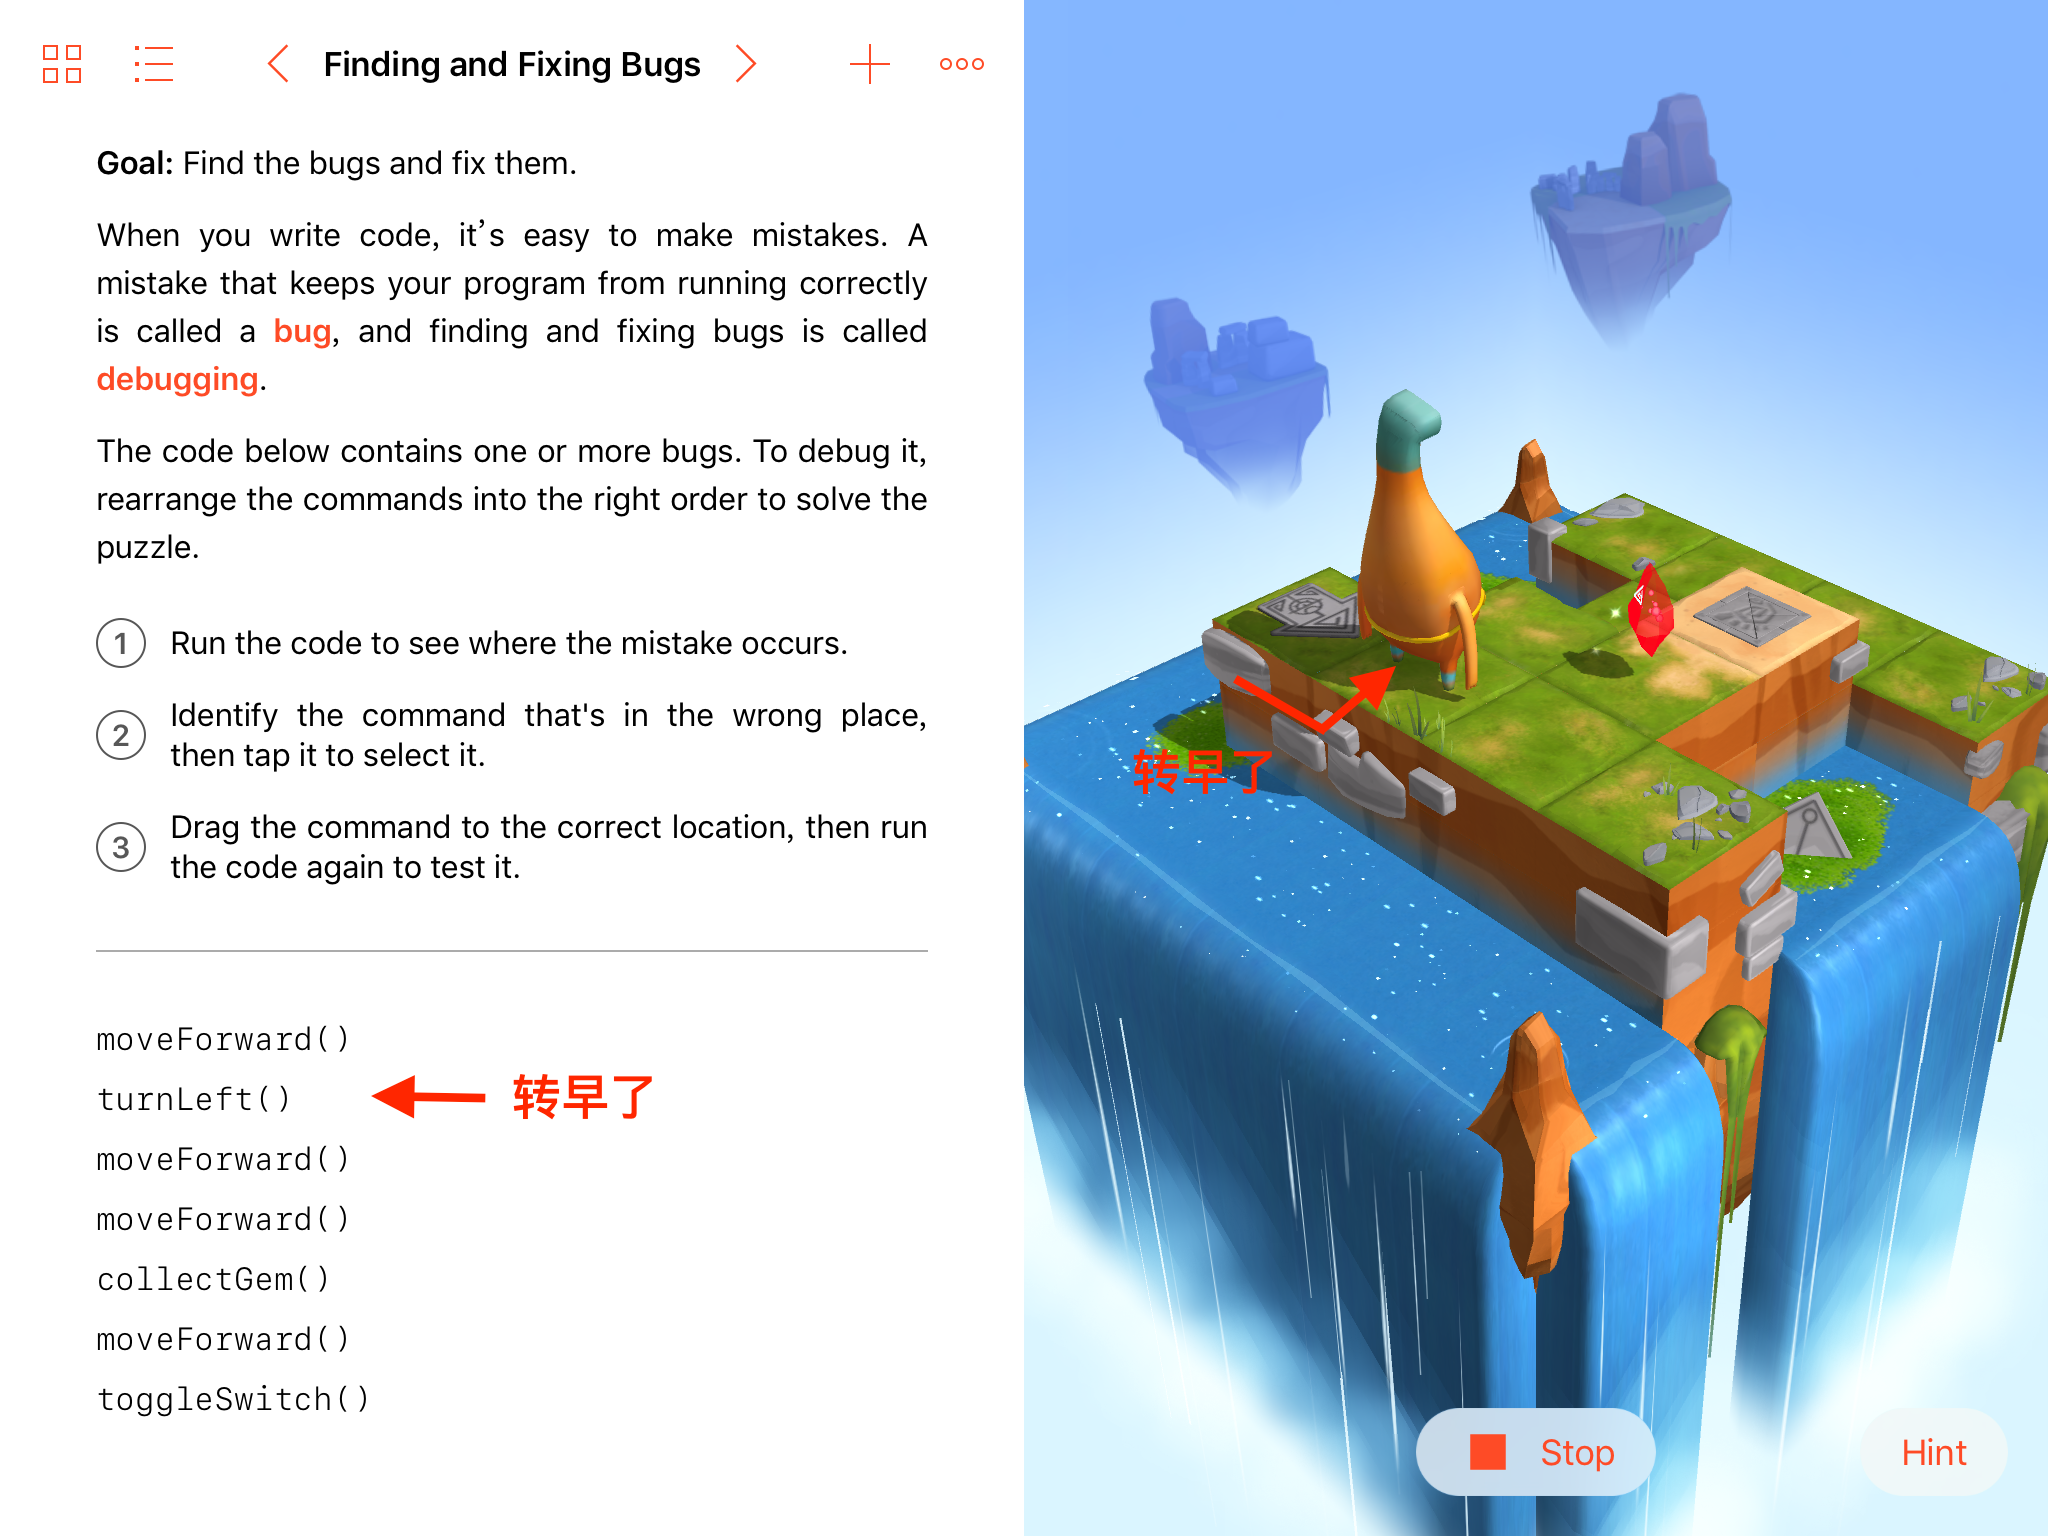 Finding and Fixing Bugs
Goal: Find the bugs and fix them.
When you write code, it’s easy to make mistakes. A
mistake that keeps your program from running correctly
is called a bug, and finding and fixing bugs is called
debugging.
The code below contains one or more bugs. To debug it,
rearrange the commands into the right order to solve the
puzzle.
1 Run the code to see where the mistake occurs.
2 Identify the command that's in the wrong place,
then tap it to select it.
3 Drag the command to the correct location, then run
the code again to test it.
moveForward()
turnLeft() 转早了
moveForward()
moveForward()
collectGem()
moveForward()
toggleSwitch()
转早了
Stop
Hint